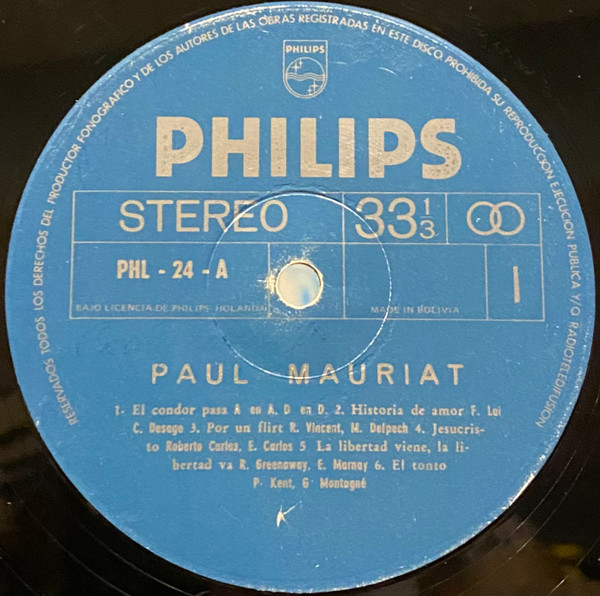 RESERVADOS TODOS LOS DERECHOS DEL PRODUCTOR FONOGRAFICO Y DE LOS AUTORES DE LAS OBRAS REGISTRADAS EN ESTE DISCO, PROHIBIDA SU REPRODUCCION EJECUCION PUBLICA Y/O RADIOTELEDIFUSION
PHILIPS
PHILIPS
STEREO 33 1/3
PHL - 24 - A I
BAJO LICENCIA DE PHILIPS HOLANDA MADE IN BOLIVIA
PAUL MAURIAT
1- El condor pasa A en A. D en D. 2. Historia de amor F. Lai
C. Desage 3. Por un flirt R. Vincent, M. Delpech 4. Jesucris-
to Roberto Carlos, E. Carlos 5 La libertad viene, la li-
bertad va R. Greenaway, E. Marnay 6. El tonto
P. Kent, G Montagné